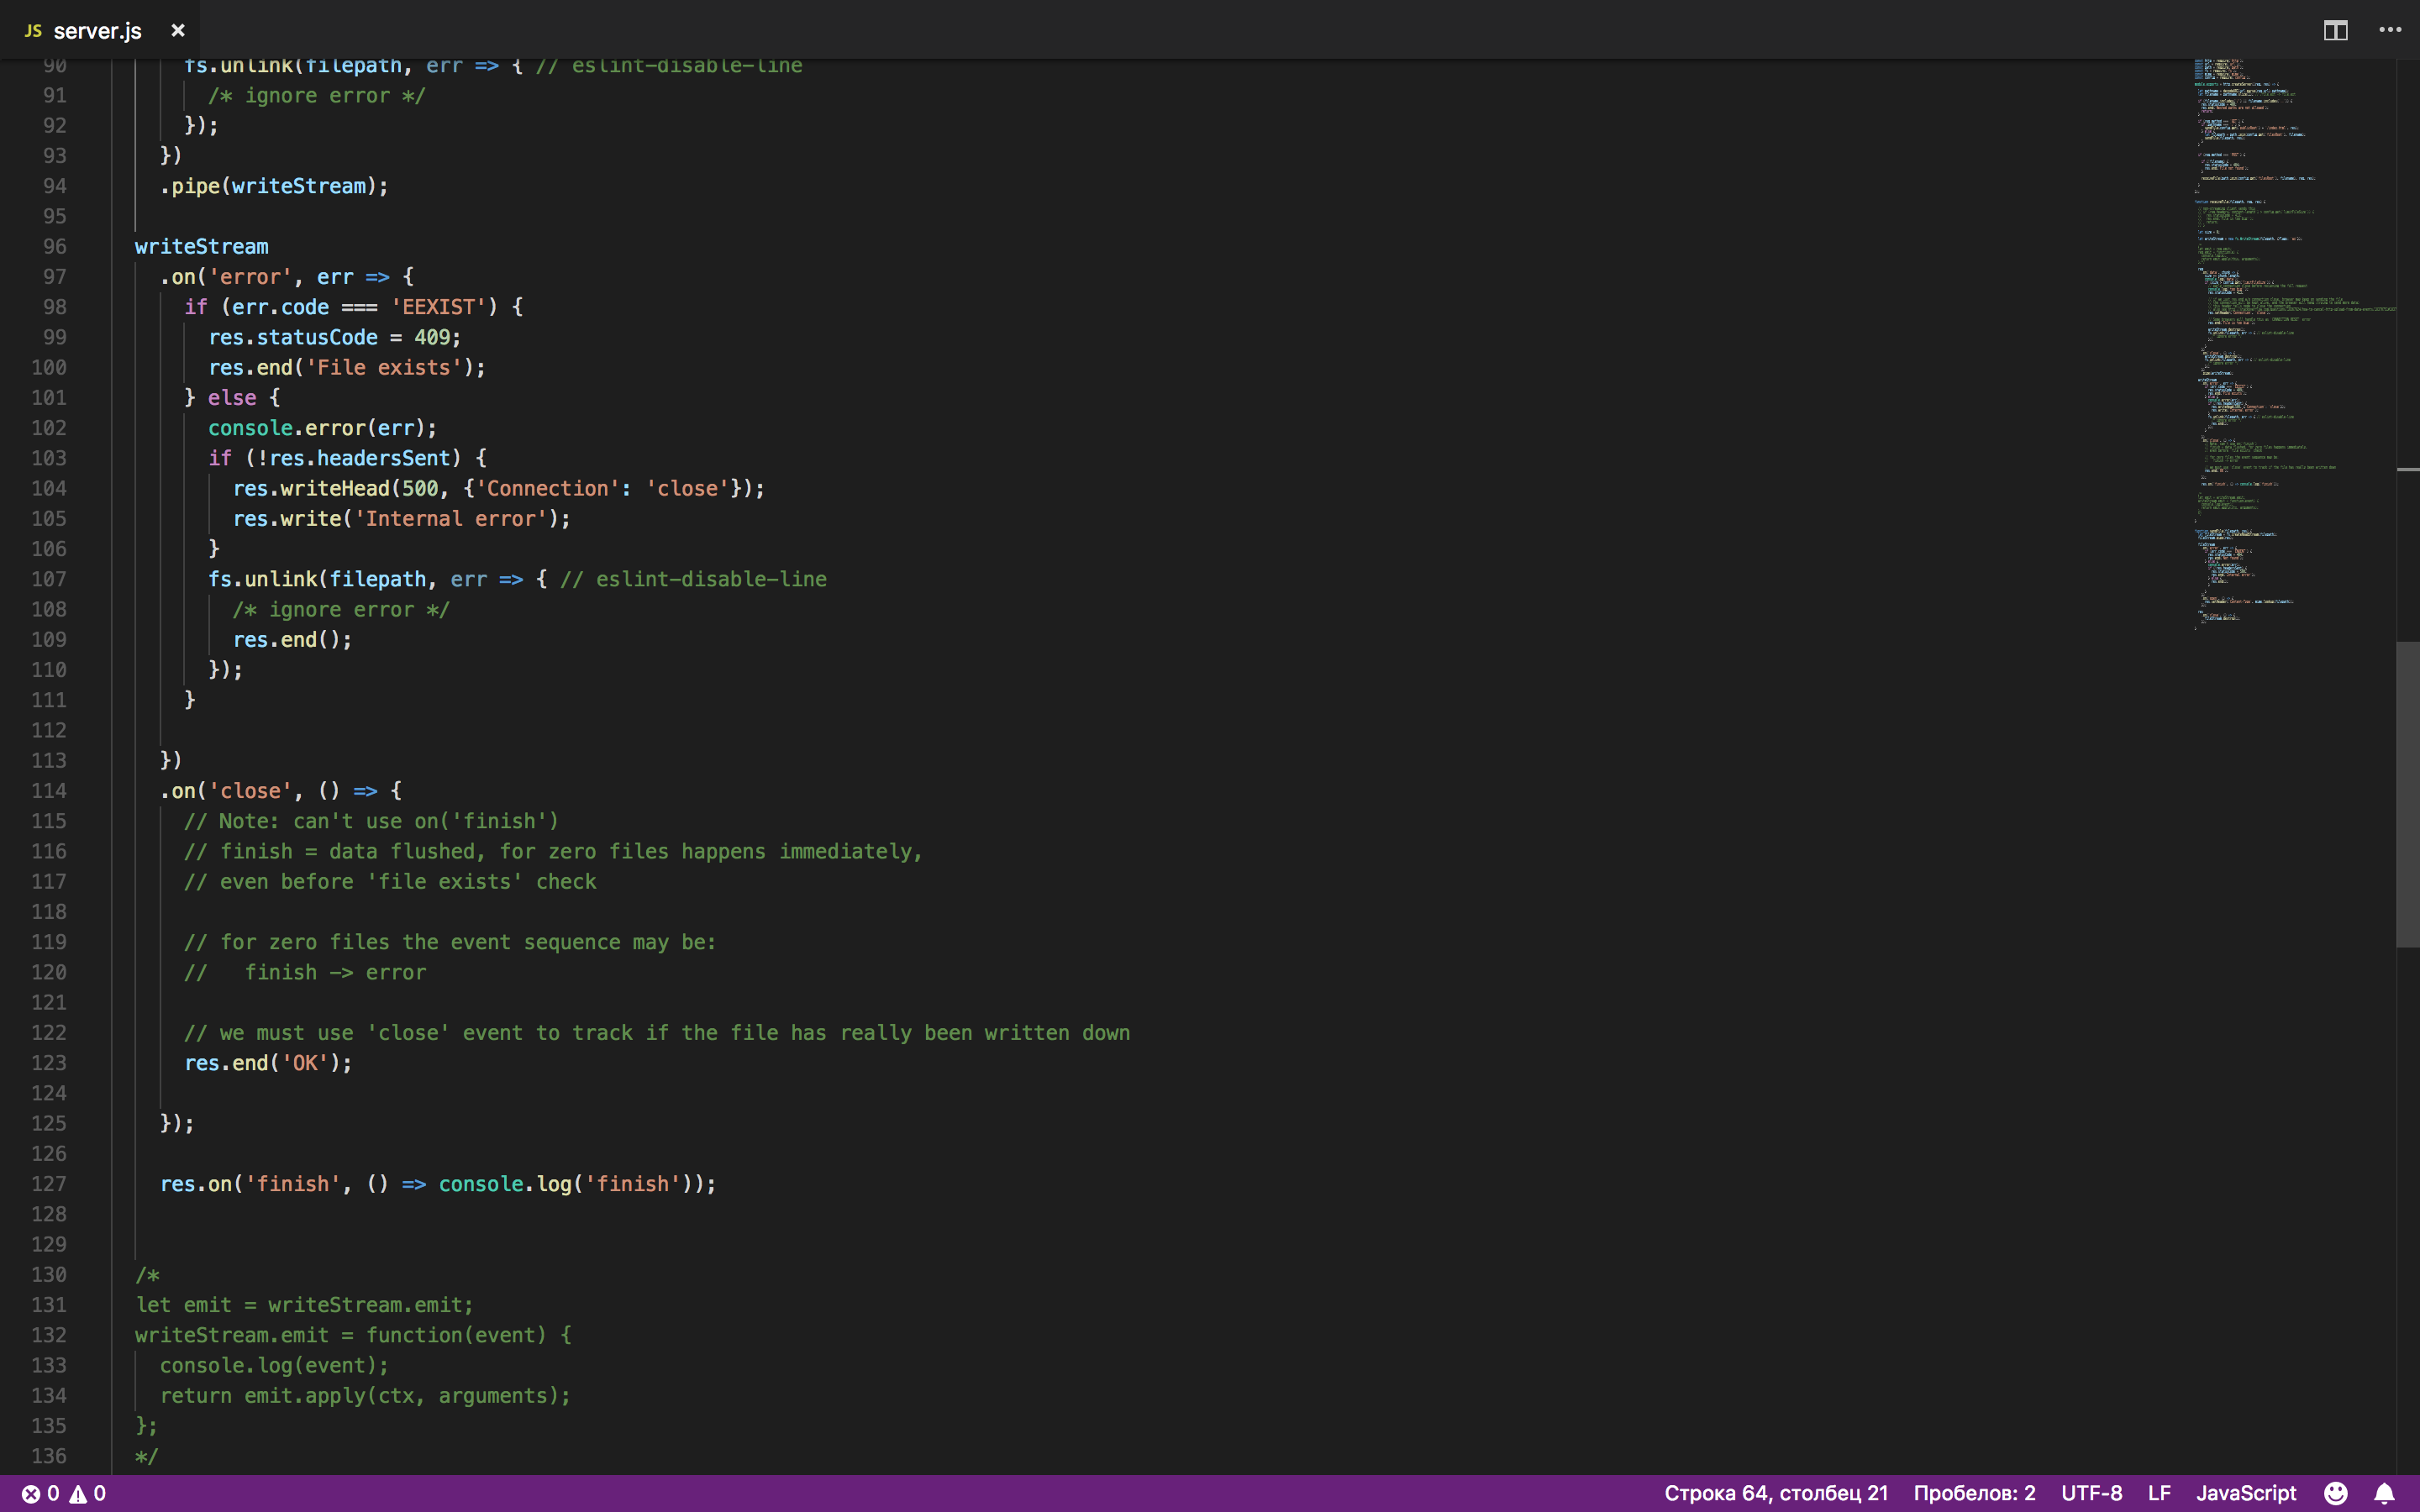 JS server.js ×
90 fs.unlink(filepath, err => { // eslint-disable-line
91 /* ignore error */
92 });
93 })
94 .pipe(writeStream);
95
96 writeStream
97 .on('error', err => {
98 if (err.code === 'EEXIST') {
99 res.statusCode = 409;
100 res.end('File exists');
101 } else {
102 console.error(err);
103 if (!res.headersSent) {
104 res.writeHead(500, {'Connection': 'close'});
105 res.write('Internal error');
106 }
107 fs.unlink(filepath, err => { // eslint-disable-line
108 /* ignore error */
109 res.end();
110 });
111 }
112
113 })
114 .on('close', () => {
115 // Note: can't use on('finish')
116 // finish = data flushed, for zero files happens immediately,
117 // even before 'file exists' check
118
119 // for zero files the event sequence may be:
120 //   finish -> error
121
122 // we must use 'close' event to track if the file has really been written down
123 res.end('OK');
124
125 });
126
127 res.on('finish', () => console.log('finish'));
128
129
130 /*
131 let emit = writeStream.emit;
132 writeStream.emit = function(event) {
133 console.log(event);
134 return emit.apply(ctx, arguments);
135 };
136 */
0 0 Строка 64, столбец 21 Пробелов: 2 UTF-8 LF JavaScript